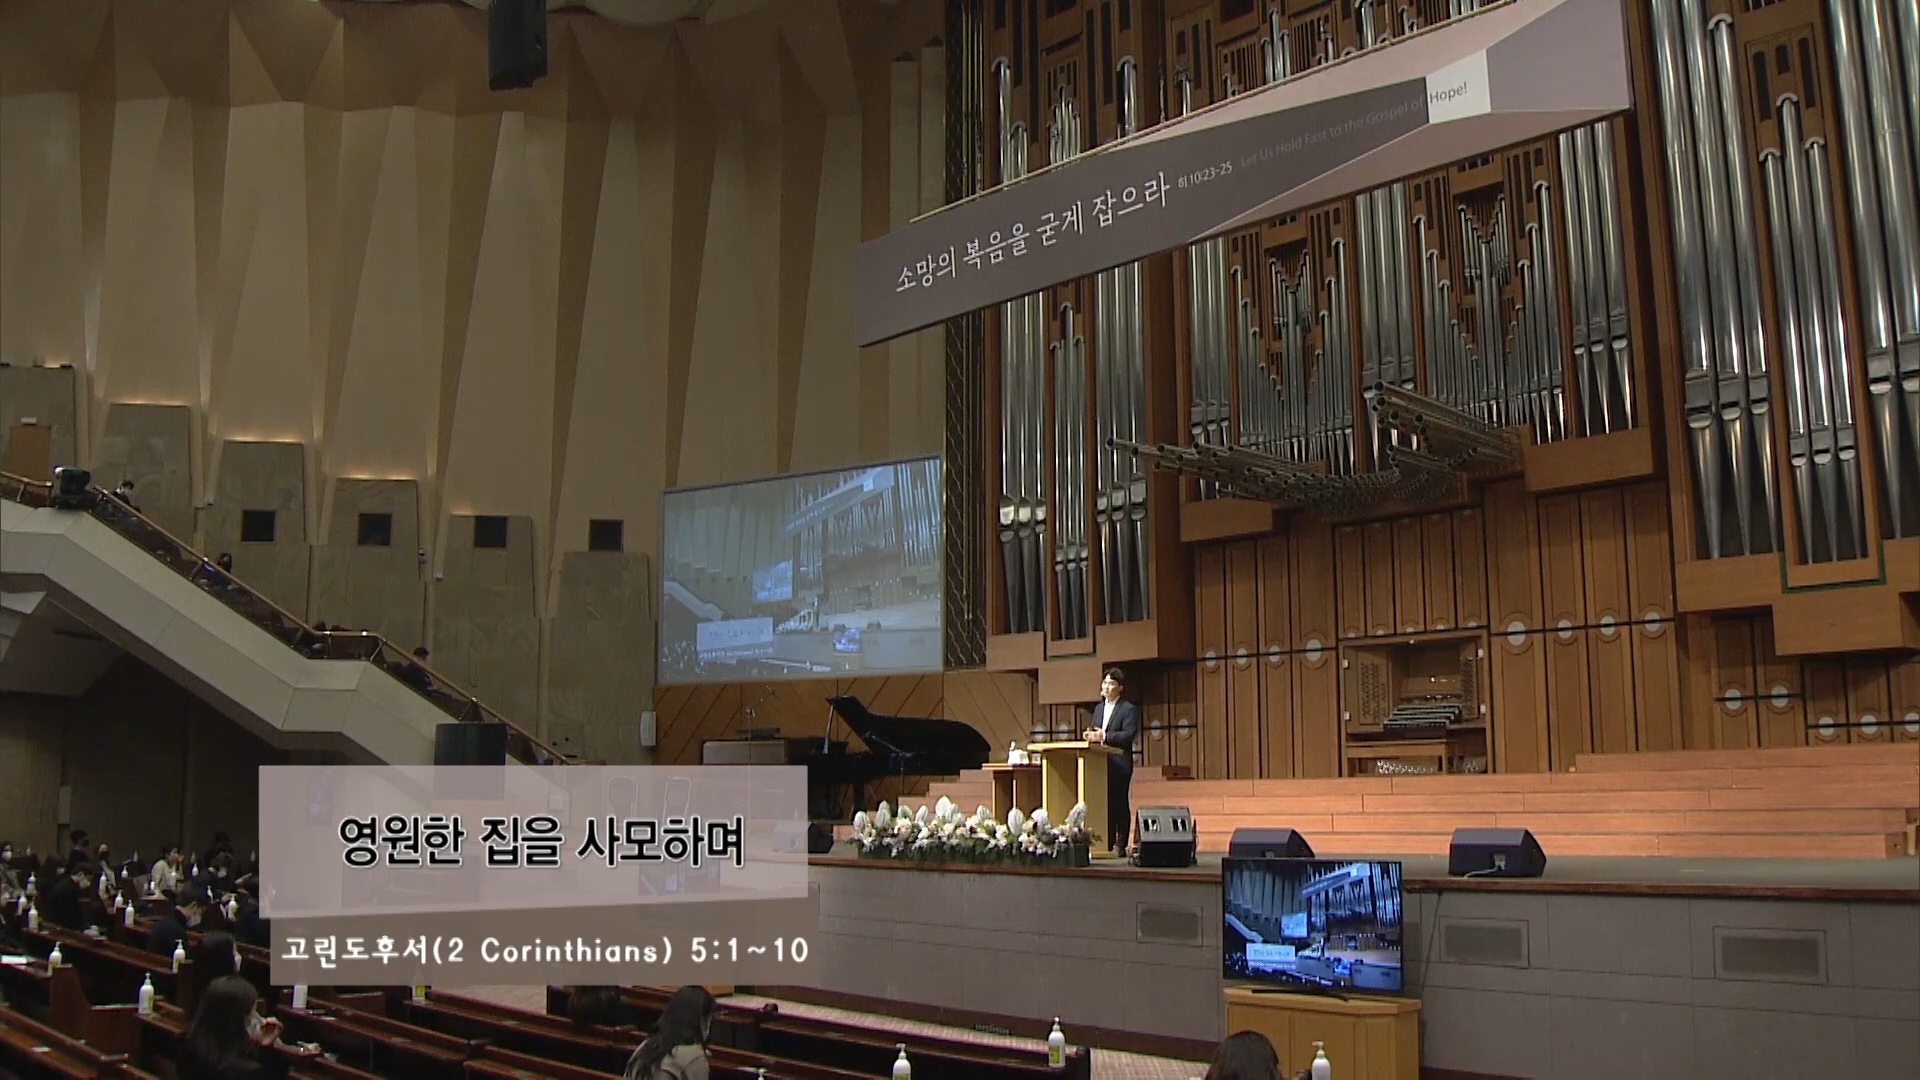 소망의 복음을 굳게 잡으라 히 10:23-25 Let Us Hold Fast to the Gospel of Hope!
영원한 집을 사모하며
고린도후서(2 Corinthians) 5:1~10